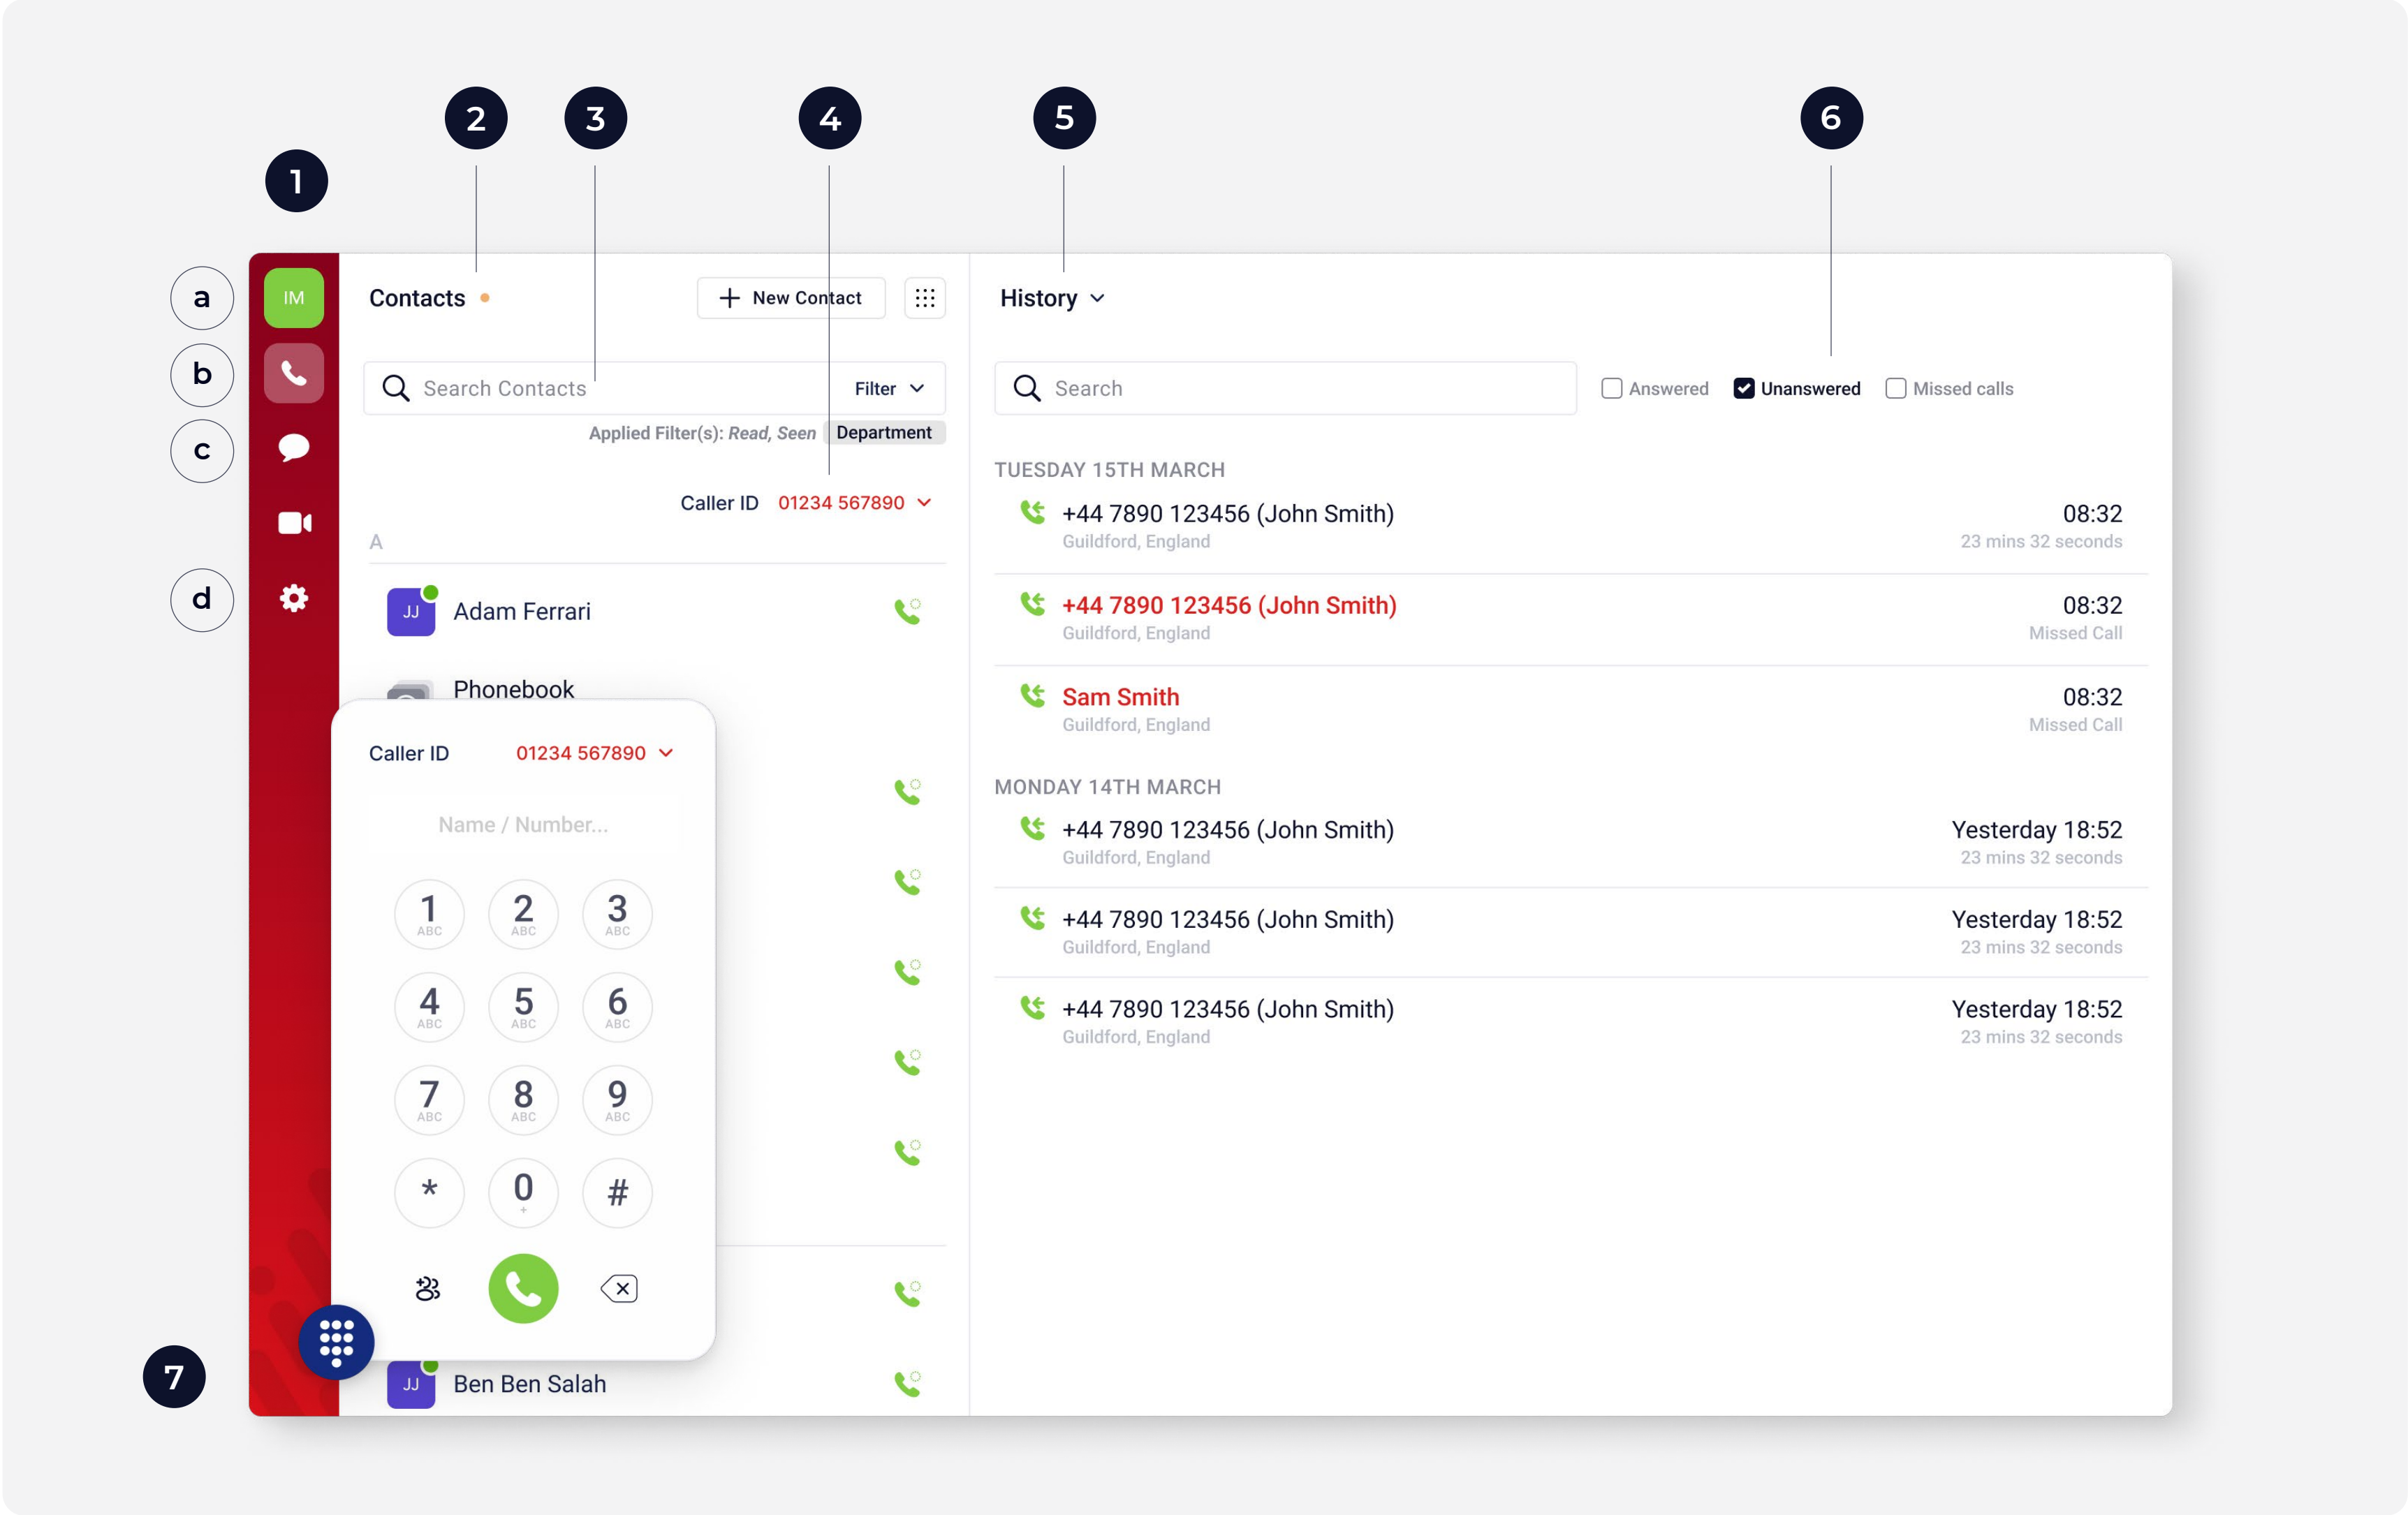 2
3
4
5
6
1
a
b
c
d
7
IM
Contacts
New Contact
Search Contacts
Filter
Applied Filter(s): Read, Seen Department
Caller ID 01234 567890
A
JJ Adam Ferrari
Phonebook
Caller ID 01234 567890
Name / Number...
1 2 3
ABC ABC ABC
4 5 6
ABC ABC ABC
7 8 9
ABC ABC ABC
* 0 #
+
JJ Ben Ben Salah
History
Search
Answered Unanswered Missed calls
TUESDAY 15TH MARCH
+44 7890 123456 (John Smith) 08:32
Guildford, England 23 mins 32 seconds
+44 7890 123456 (John Smith) 08:32
Guildford, England Missed Call
Sam Smith 08:32
Guildford, England Missed Call
MONDAY 14TH MARCH
+44 7890 123456 (John Smith) Yesterday 18:52
Guildford, England 23 mins 32 seconds
+44 7890 123456 (John Smith) Yesterday 18:52
Guildford, England 23 mins 32 seconds
+44 7890 123456 (John Smith) Yesterday 18:52
Guildford, England 23 mins 32 seconds